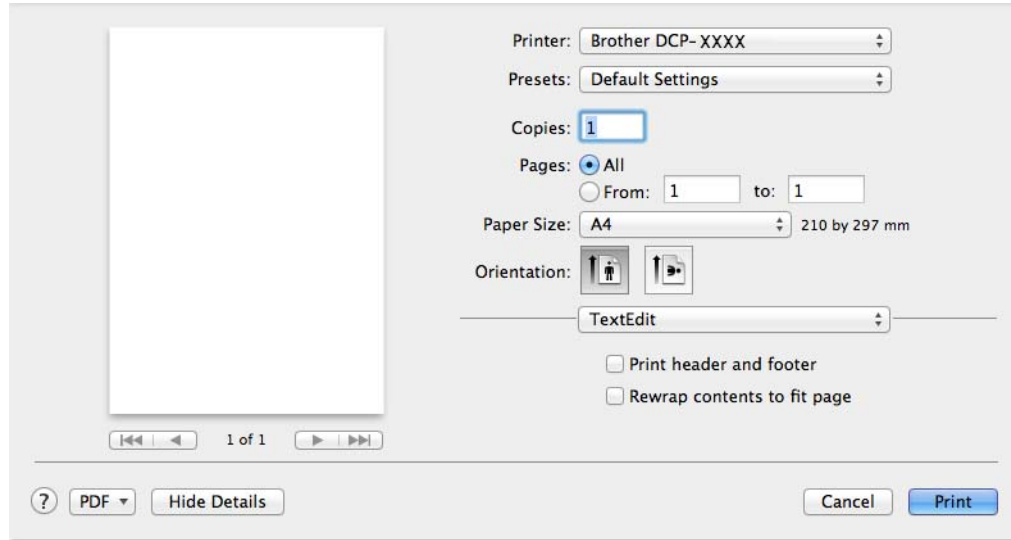 Printer: Brother DCP-XXXX
Presets: Default Settings
Copies: 1
Pages: All
From: 1 to: 1
Paper Size: A4 210 by 297 mm
Orientation:
TextEdit
Print header and footer
Rewrap contents to fit page
1 of 1
? PDF Hide Details Cancel Print